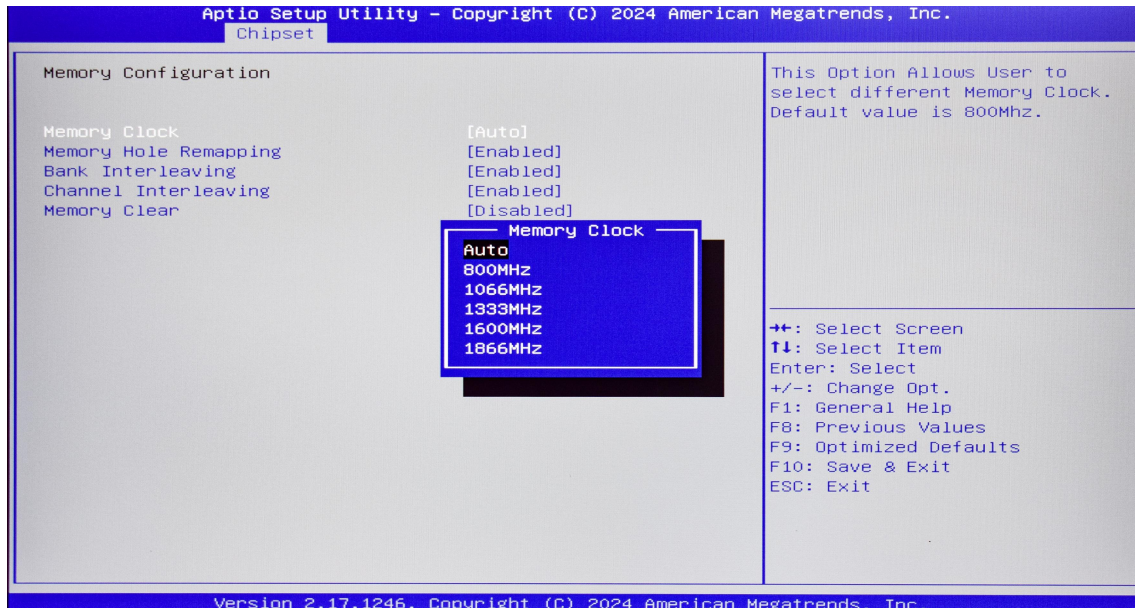 Aptio Setup Utility – Copyright (C) 2024 American Megatrends, Inc.
Chipset
Memory Configuration
Memory Clock [Auto]
Memory Hole Remapping [Enabled]
Bank Interleaving [Enabled]
Channel Interleaving [Enabled]
Memory Clear [Disabled]
Memory Clock
Auto
800MHz
1066MHz
1333MHz
1600MHz
1866MHz
This Option Allows User to
select different Memory Clock.
Default value is 800Mhz.
→←: Select Screen
↑↓: Select Item
Enter: Select
+/-: Change Opt.
F1: General Help
F8: Previous Values
F9: Optimized Defaults
F10: Save & Exit
ESC: Exit
Version 2.17.1246. Copyright (C) 2024 American Megatrends, Inc.